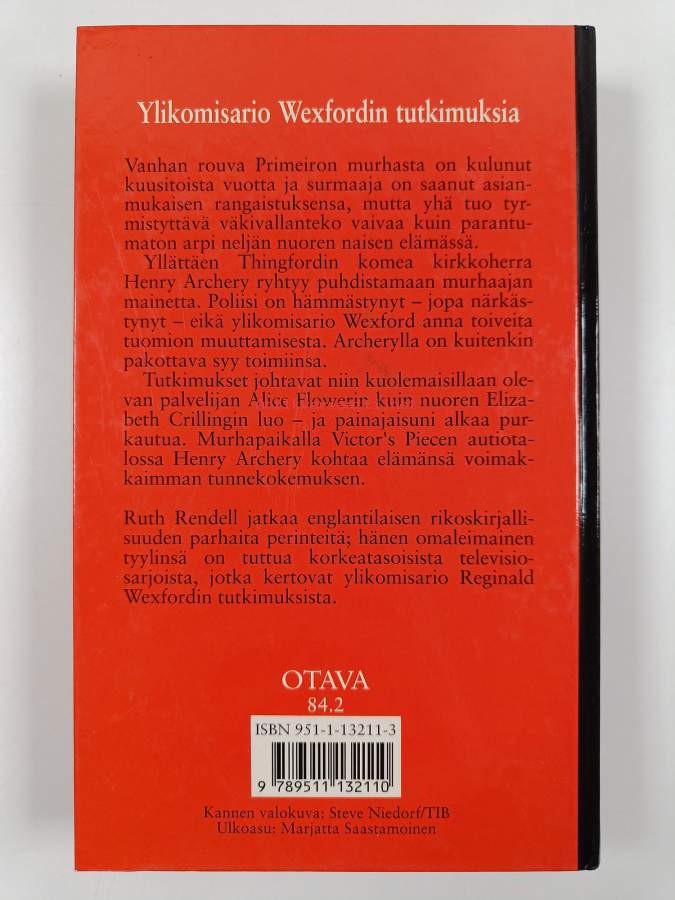 Ylikomisario Wexfordin tutkimuksia
Vanhan rouva Primeiron murhasta on kulunut
kuusitoista vuotta ja surmaaja on saanut asian-
mukaisen rangaistuksensa, mutta yhä tuo tyr-
mistyttävä väkivallanteko vaivaa kuin parantu-
maton arpi neljän nuoren naisen elämässä.
Yllättäen Thingfordin komea kirkkoherra
Henry Archery ryhtyy puhdistamaan murhaajan
mainetta. Poliisi on hämmästynyt – jopa närkäs-
tynyt – eikä ylikomisario Wexford anna toiveita
tuomion muuttamisesta. Archerylla on kuitenkin
pakottava syy toimiinsa.
Tutkimukset johtavat niin kuolemaisillaan ole-
van palvelijan Alice Flowerin kuin nuoren Eliza-
beth Crillingin luo – ja painajaisuni alkaa pur-
kautua. Murhapaikalla Victor's Piecen autiota-
lossa Henry Archery kohtaa elämänsä voimak-
kaimman tunnekokemuksen.
Ruth Rendell jatkaa englantilaisen rikoskirjalli-
suuden parhaita perinteitä; hänen omaleimainen
tyylinsä on tuttua korkeatasoisista televisio-
sarjoista, jotka kertovat ylikomisario Reginald
Wexfordin tutkimuksista.
OTAVA
84.2
ISBN 951-1-13211-3
9 789511 132110
Kannen valokuva: Steve Niedorf/TIB
Ulkoasu: Marjatta Saastamoinen